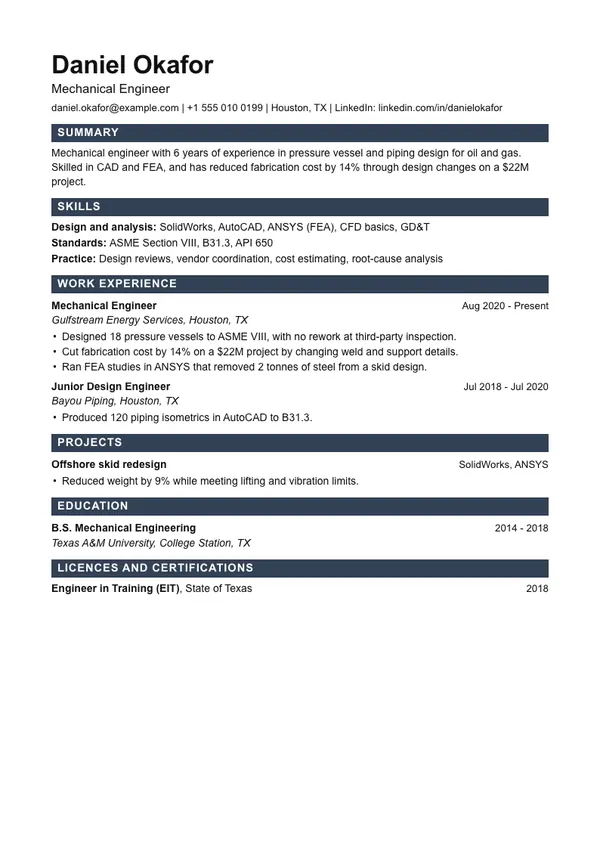 Daniel Okafor
Mechanical Engineer
daniel.okafor@example.com | +1 555 010 0199 | Houston, TX | LinkedIn: linkedin.com/in/danielokafor
SUMMARY
Mechanical engineer with 6 years of experience in pressure vessel and piping design for oil and gas.
Skilled in CAD and FEA, and has reduced fabrication cost by 14% through design changes on a $22M
project.
SKILLS
Design and analysis: SolidWorks, AutoCAD, ANSYS (FEA), CFD basics, GD&T
Standards: ASME Section VIII, B31.3, API 650
Practice: Design reviews, vendor coordination, cost estimating, root-cause analysis
WORK EXPERIENCE
Mechanical Engineer Aug 2020 - Present
Gulfstream Energy Services, Houston, TX
• Designed 18 pressure vessels to ASME VIII, with no rework at third-party inspection.
• Cut fabrication cost by 14% on a $22M project by changing weld and support details.
• Ran FEA studies in ANSYS that removed 2 tonnes of steel from a skid design.
Junior Design Engineer Jul 2018 - Jul 2020
Bayou Piping, Houston, TX
• Produced 120 piping isometrics in AutoCAD to B31.3.
PROJECTS
Offshore skid redesign SolidWorks, ANSYS
• Reduced weight by 9% while meeting lifting and vibration limits.
EDUCATION
B.S. Mechanical Engineering 2014 - 2018
Texas A&M University, College Station, TX
LICENCES AND CERTIFICATIONS
Engineer in Training (EIT), State of Texas 2018